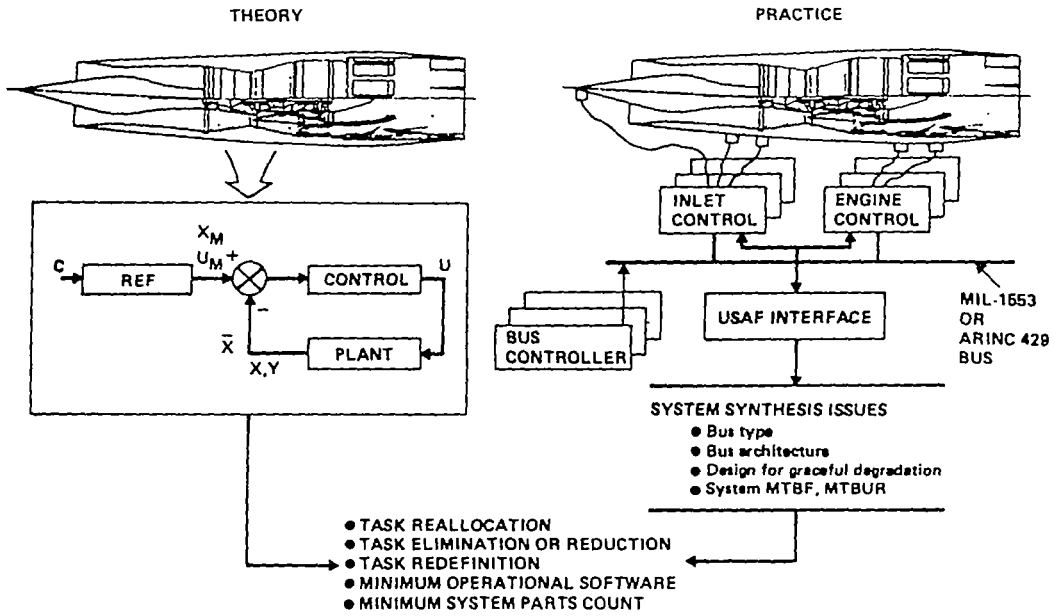 THEORY
PRACTICE
INLET
CONTROL
ENGINE
CONTROL
C
REF
X_M
U_M +
−
CONTROL
U
X̄
X,Y
PLANT
BUS
CONTROLLER
USAF INTERFACE
MIL-1553
OR
ARINC 429
BUS
SYSTEM SYNTHESIS ISSUES
● Bus type
● Bus architecture
● Design for graceful degradation
● System MTBF, MTBUR
● TASK REALLOCATION
● TASK ELIMINATION OR REDUCTION
● TASK REDEFINITION
● MINIMUM OPERATIONAL SOFTWARE
● MINIMUM SYSTEM PARTS COUNT